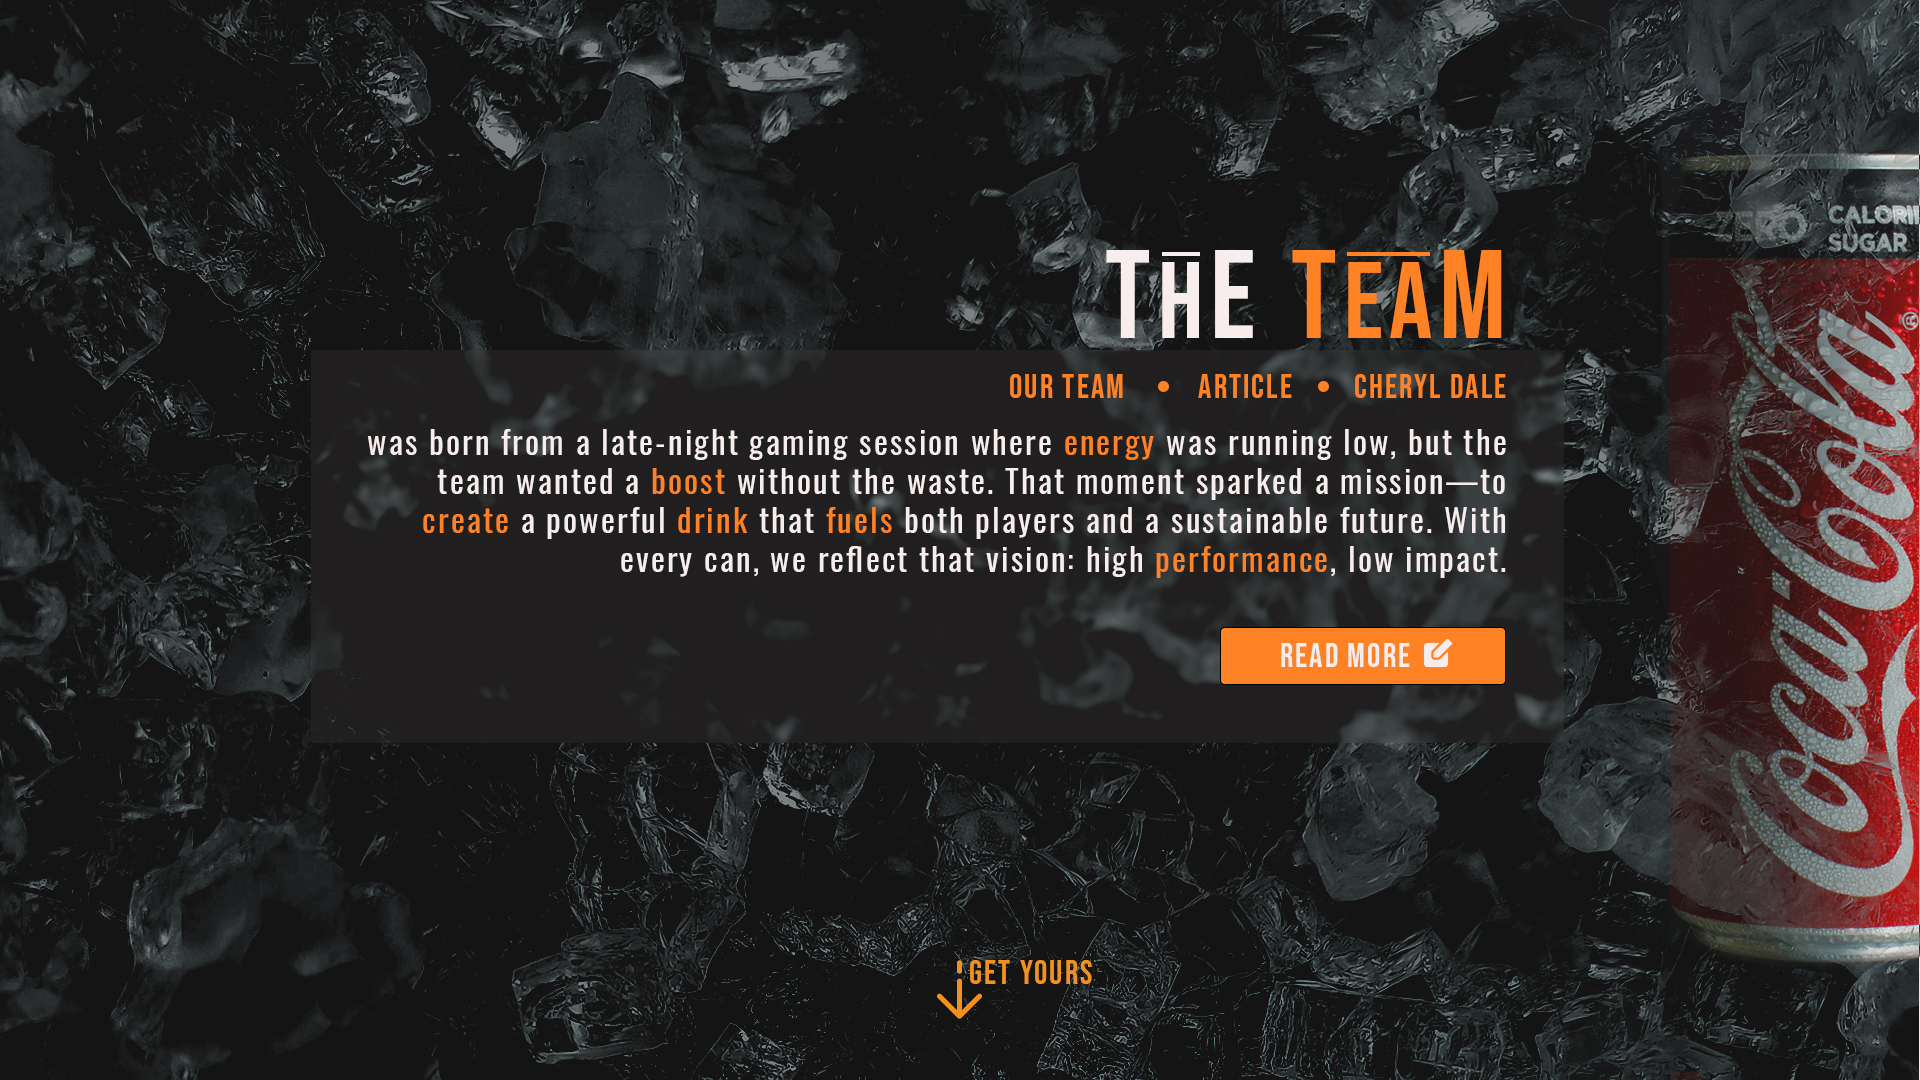 ZERO CALORIE
SUGAR
THE TEAM
OUR TEAM • ARTICLE • CHERYL DALE
was born from a late-night gaming session where energy was running low, but the
team wanted a boost without the waste. That moment sparked a mission—to
create a powerful drink that fuels both players and a sustainable future. With
every can, we reflect that vision: high performance, low impact.
READ MORE
Coca-Cola ®
GET YOURS